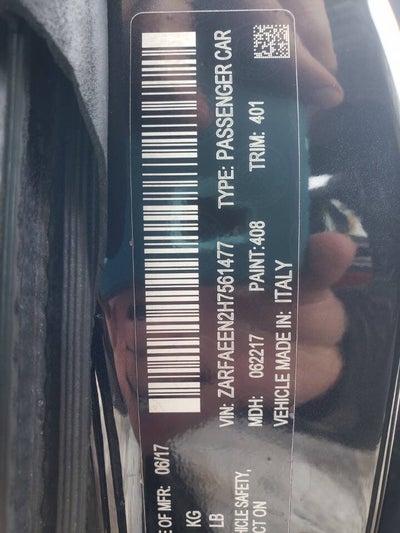 E OF MFR: 06/17
KG
LB
HICLE SAFETY,
CT ON
VIN: ZARFAEEN2H7561477 TYPE: PASSENGER CAR
MDH: 062217 PAINT:408 TRIM: 401
VEHICLE MADE IN: ITALY